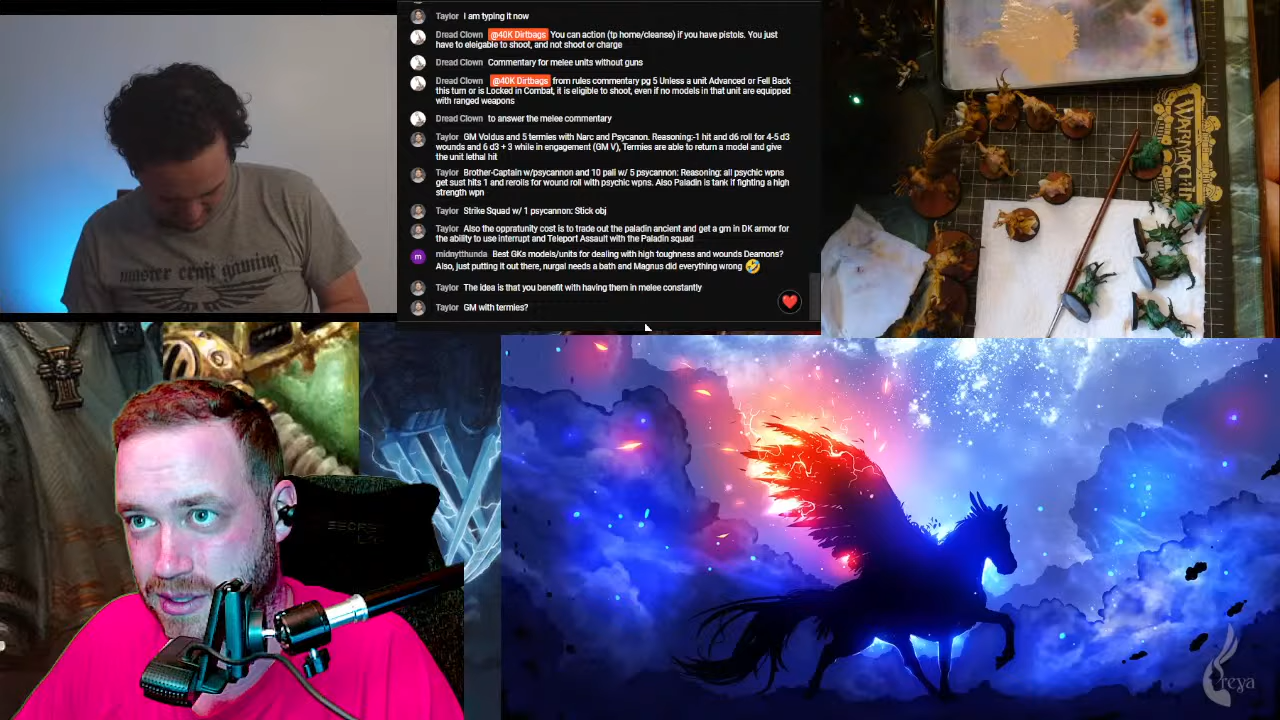 Taylor I am typing it now
Dread Clown @40K Dirtbags You can action (tp home/cleanse) if you have pistols. You just
have to eleigable to shoot, and not shoot or charge
Dread Clown Commentary for melee units without guns
Dread Clown @40K Dirtbags from rules commentary pg 5 Unless a unit Advanced or Fell Back
this turn or is Locked in Combat, it is eligible to shoot, even if no models in that unit are equipped
with ranged weapons
Dread Clown to answer the melee commentary
Taylor GM Voldus and 5 termies with Narc and Psycanon. Reasoning:-1 hit and d6 roll for 4-5 d3
wounds and 6 d3 + 3 while in engagement (GM V), Termies are able to return a model and give
the unit lethal hit
Taylor Brother-Captain w/psycannon and 10 pali w/ 5 psycannon: Reasoning: all psychic wpns
get sust hits 1 and rerolls for wound roll with psychic wpns. Also Paladin is tank if fighting a high
strength wpn
Taylor Strike Squad w/ 1 psycannon: Stick obj
Taylor Also the oppratunity cost is to trade out the paladin ancient and get a gm in DK armor for
the ability to use interrupt and Teleport Assault with the Paladin squad
m midnytthunda Best GKs models/units for dealing with high toughness and wounds Deamons?
Also, just putting it out there, nurgal needs a bath and Magnus did everything wrong 🤣
Taylor The idea is that you benefit with having them in melee constantly
Taylor GM with termies?
master craft gaming
reya